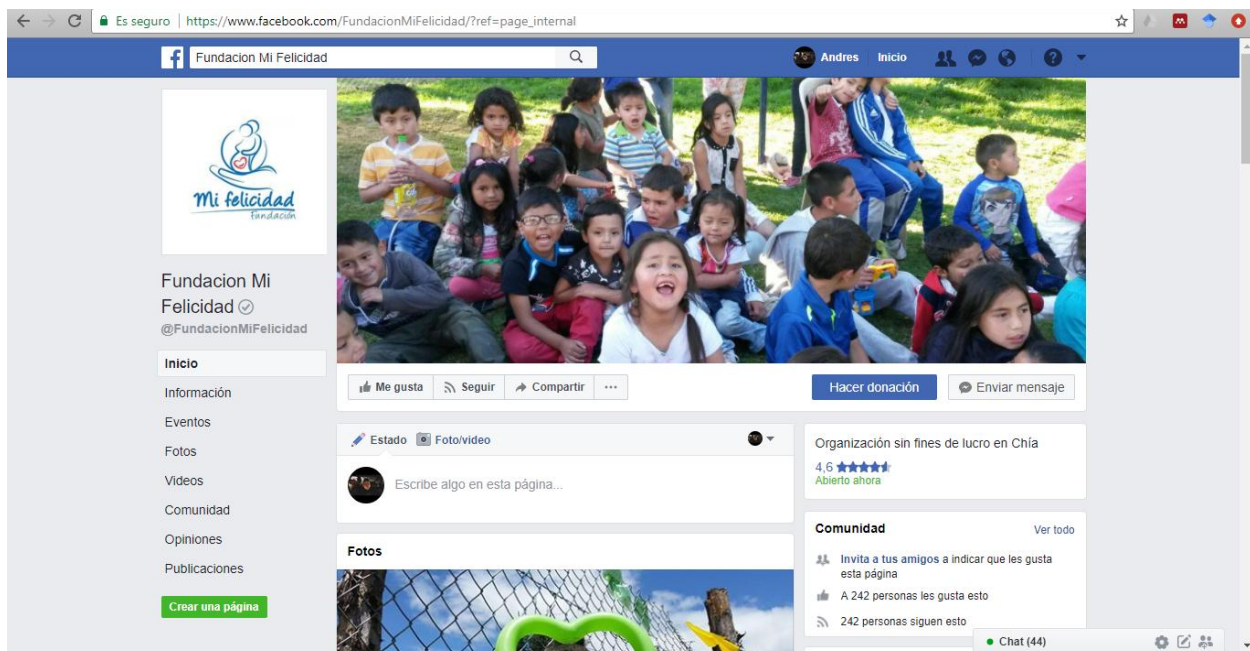 Es seguro | https://www.facebook.com/FundacionMiFelicidad/?ref=page_internal
Fundacion Mi Felicidad
Andres Inicio
Mi felicidad
fundación
Fundacion Mi
Felicidad
@FundacionMiFelicidad
Inicio
Información
Eventos
Fotos
Videos
Comunidad
Opiniones
Publicaciones
Crear una página
Me gusta Seguir Compartir ...
Hacer donación Enviar mensaje
Estado Foto/video
Escribe algo en esta página...
Fotos
Organización sin fines de lucro en Chía
4,6
Abierto ahora
Comunidad Ver todo
Invita a tus amigos a indicar que les gusta
esta página
A 242 personas les gusta esto
242 personas siguen esto
Chat (44)